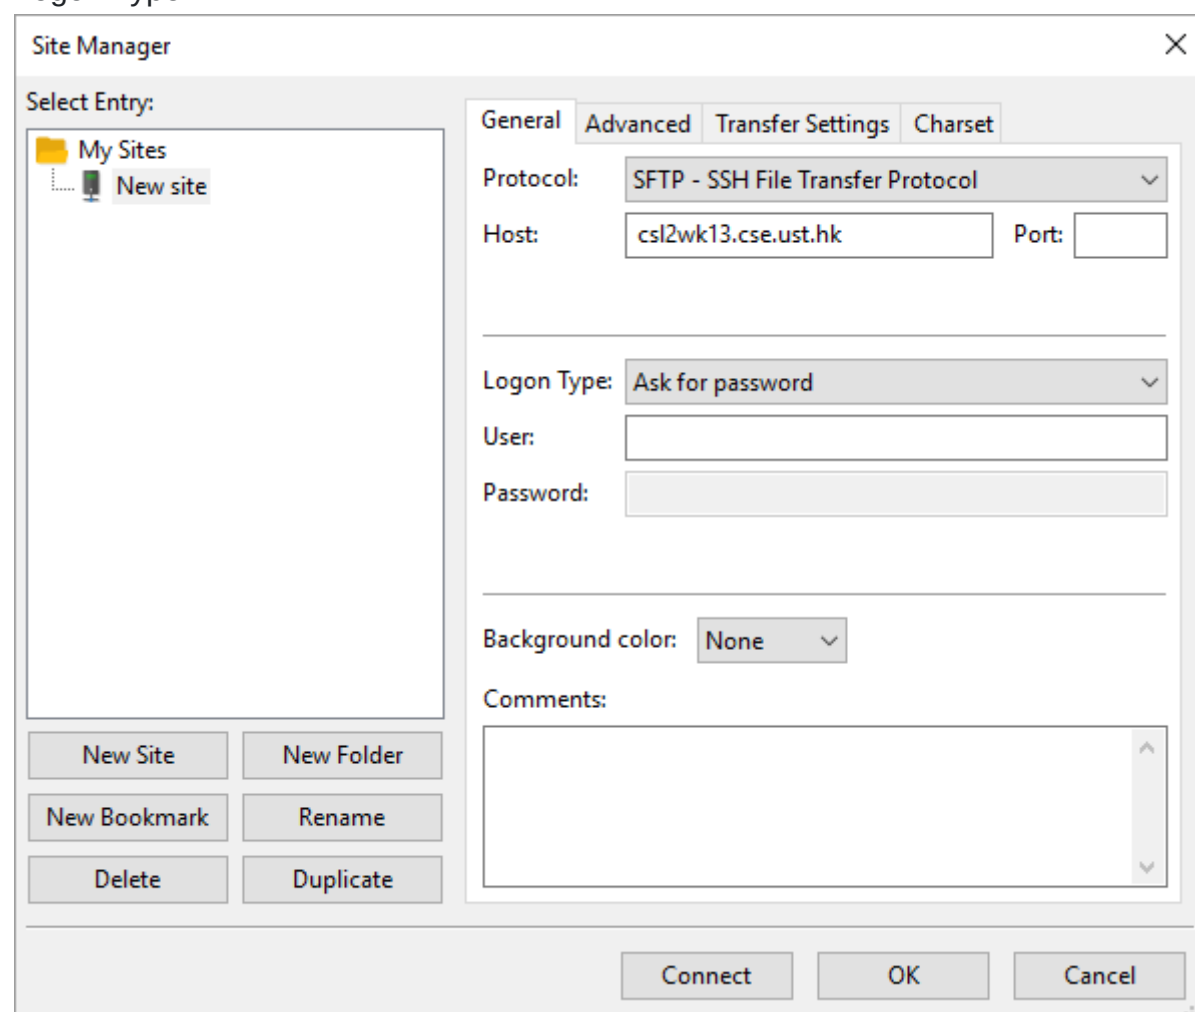 Site Manager
Select Entry:
My Sites
New site
New Site
New Folder
New Bookmark
Rename
Delete
Duplicate
General
Advanced
Transfer Settings
Charset
Protocol:
SFTP - SSH File Transfer Protocol
Host:
csl2wk13.cse.ust.hk
Port:
Logon Type:
Ask for password
User:
Password:
Background color:
None
Comments:
Connect
OK
Cancel